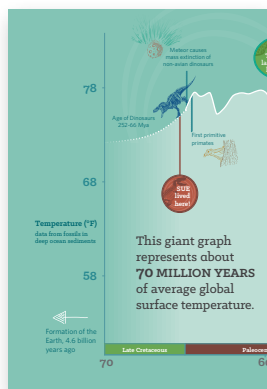 Meteor causes
mass extinction of
non-avian dinosaurs
78
Age of Dinosaurs
252-66 Mya
First primitive
primates
68
SUE
lived
here!
Temperature (°F)
data from fossils in
deep ocean sediments
This giant graph
represents about
70 MILLION YEARS
of average global
surface temperature.
58
Formation of the
Earth, 4.6 billion
years ago
70
Late Cretaceous
Paleoce